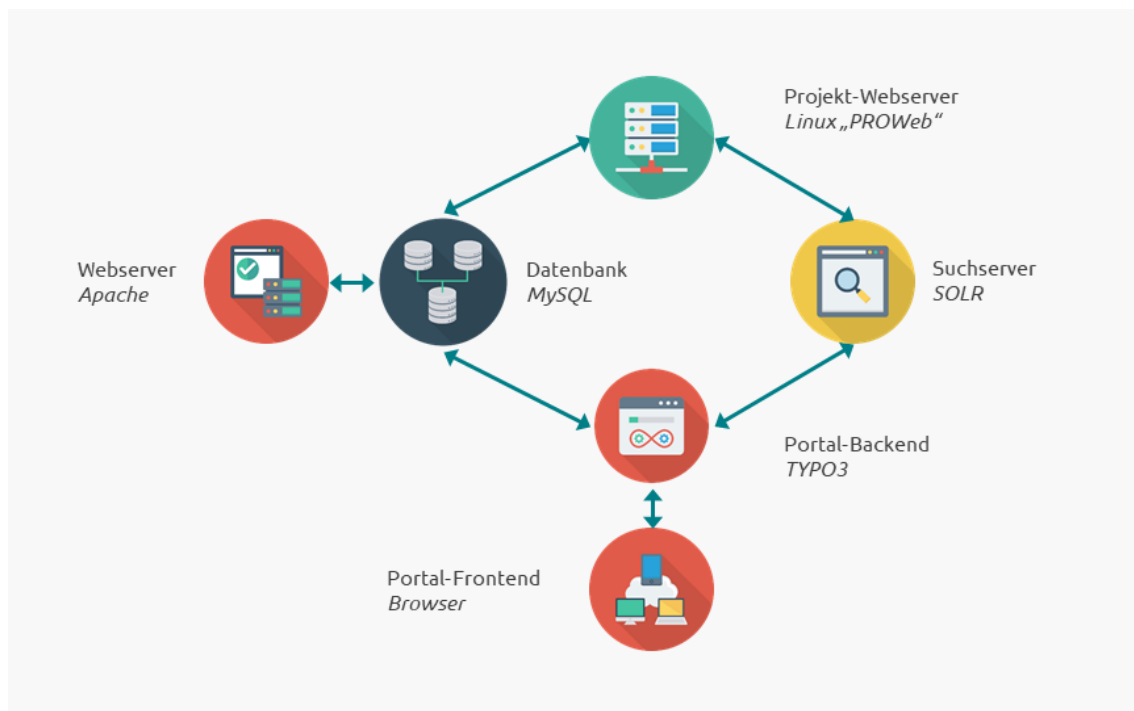 Projekt-Webserver
Linux „PROWeb“
Webserver
Apache
Datenbank
MySQL
Suchserver
SOLR
Portal-Backend
TYPO3
Portal-Frontend
Browser